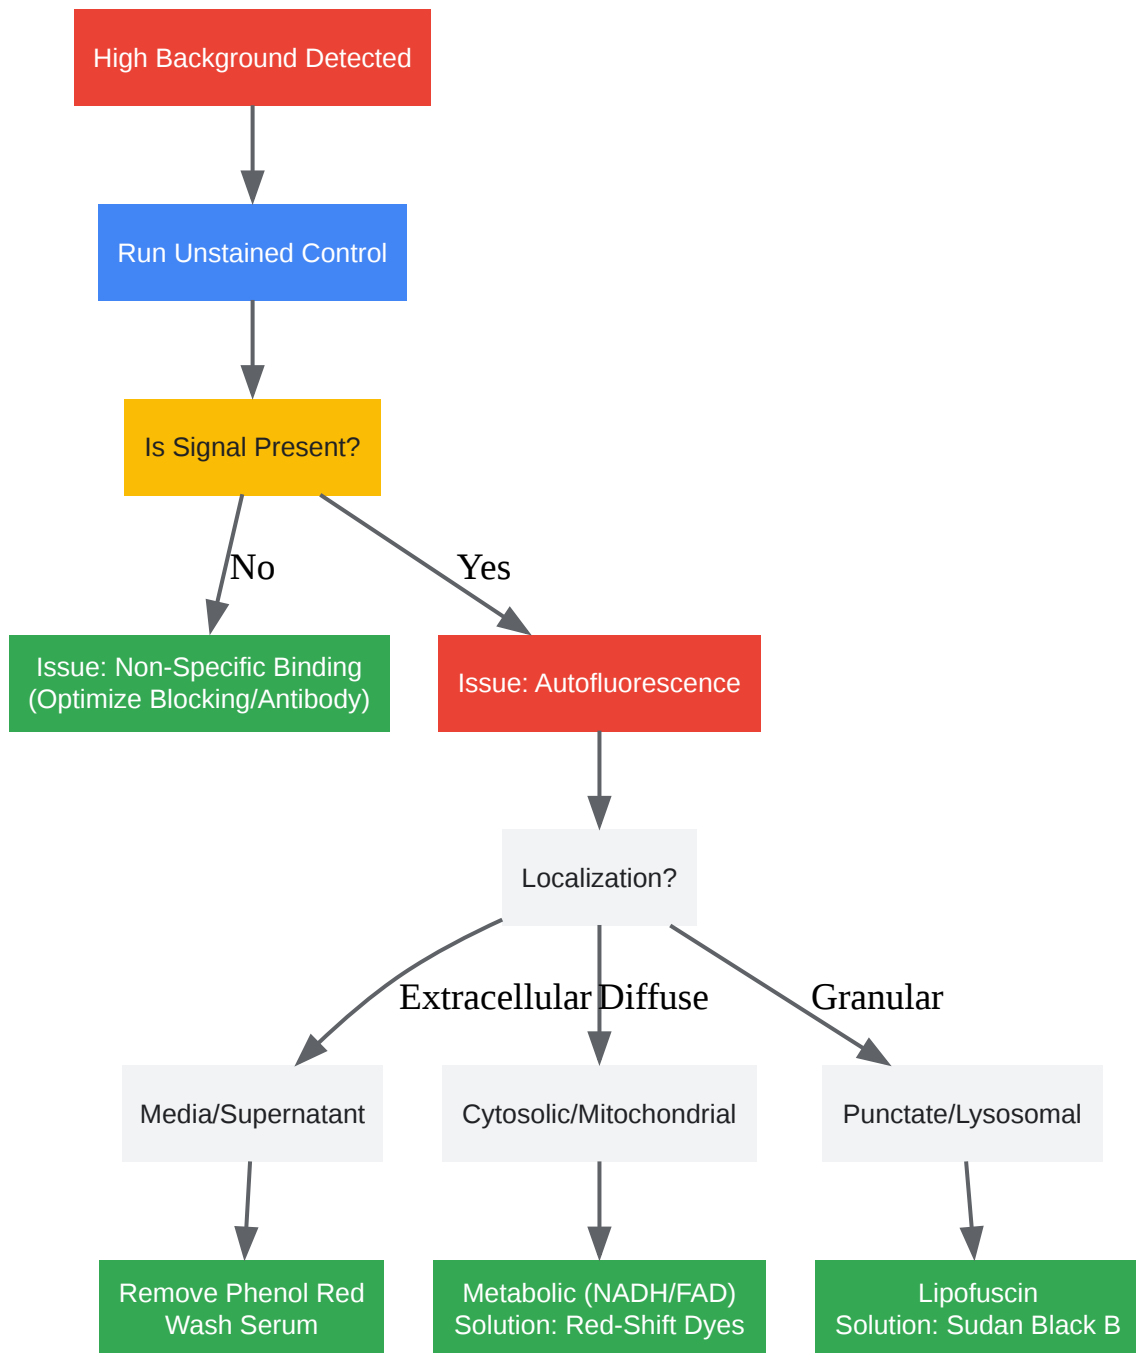 High Background Detected
Run Unstained Control
Is Signal Present?
No
Yes
Issue: Non-Specific Binding
(Optimize Blocking/Antibody)
Issue: Autofluorescence
Localization?
Extracellular
Diffuse
Granular
Media/Supernatant
Cytosolic/Mitochondrial
Punctate/Lysosomal
Remove Phenol Red
Wash Serum
Metabolic (NADH/FAD)
Solution: Red-Shift Dyes
Lipofuscin
Solution: Sudan Black B